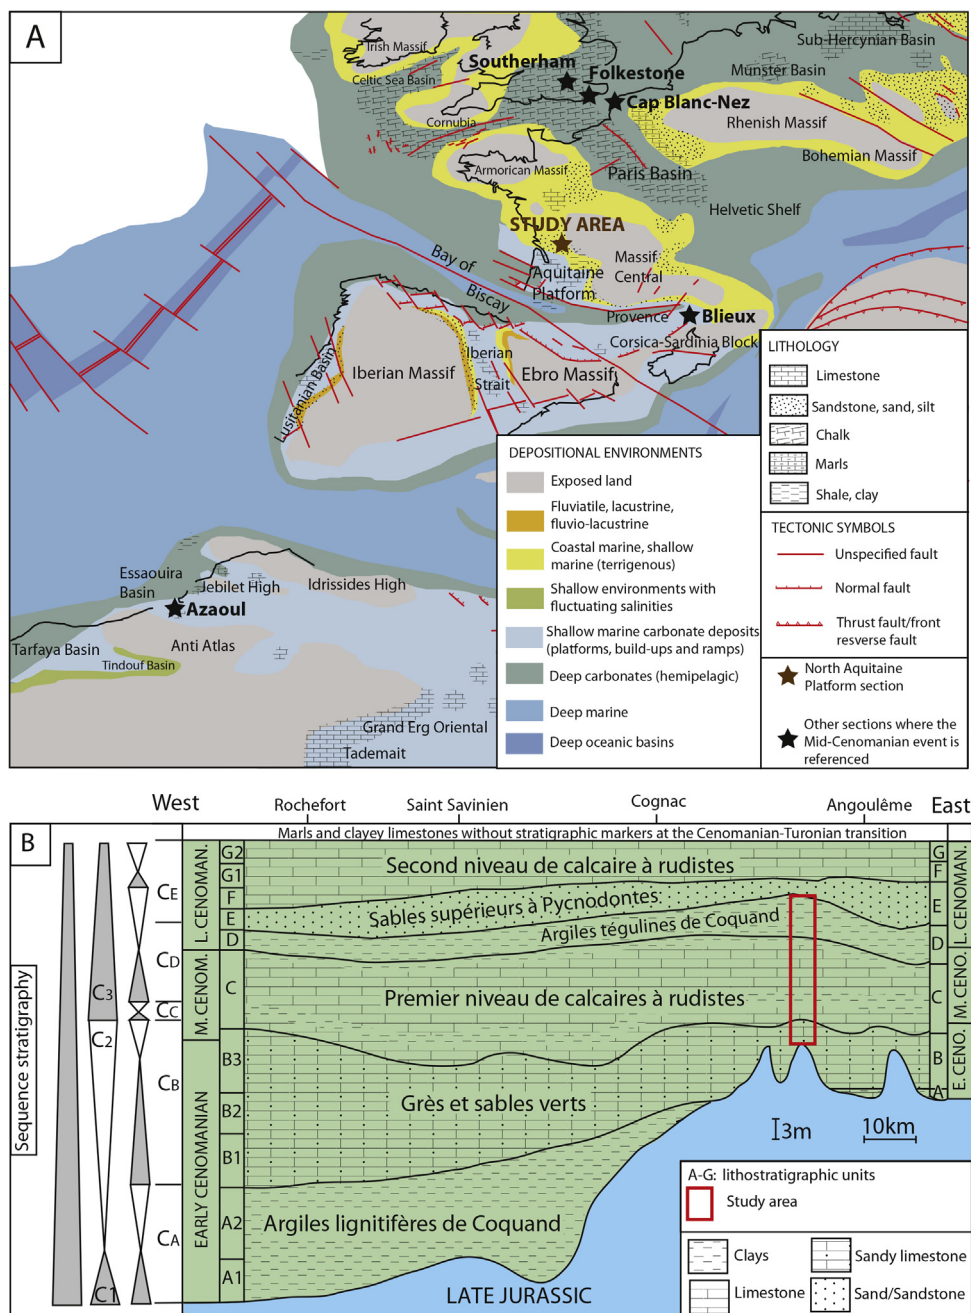 A
Irish Massif
Celtic Sea Basin
Southerham
Folkestone
Cap Blanc-Nez
Cornubia
Sub-Hercynian Basin
Munster Basin
Rhenish Massif
Bohemian Massif
Armorican Massif
Paris Basin
Helvetic Shelf
STUDY AREA
Massif
Central
Bay of
Biscay
Aquitaine
Platform
Provence
Blieux
Corsica-Sardinia Block
Lusitanian Basin
Iberian Massif
Iberian
Strait
Ebro Massif
Essaouira
Basin
Jebilet High
Idrissides High
Azaoul
Tarfaya Basin
Anti Atlas
Tindouf Basin
Grand Erg Oriental
Tademait
DEPOSITIONAL ENVIRONMENTS
Exposed land
Fluviatile, lacustrine,
fluvio-lacustrine
Coastal marine, shallow
marine (terrigenous)
Shallow environments with
fluctuating salinities
Shallow marine carbonate deposits
(platforms, build-ups and ramps)
Deep carbonates (hemipelagic)
Deep marine
Deep oceanic basins
LITHOLOGY
Limestone
Sandstone, sand, silt
Chalk
Marls
Shale, clay
TECTONIC SYMBOLS
Unspecified fault
Normal fault
Thrust fault/front
resverse fault
North Aquitaine
Platform section
Other sections where the
Mid-Cenomanian event is
referenced
B
West
Rochefort
Saint Savinien
Cognac
Angoulême
East
Marls and clayey limestones without stratigraphic markers at the Cenomanian-Turonian transition
Sequence stratigraphy
C3
C2
C1
CE
CD
CC
CB
CA
L. CENOMAN.
M. CENOM.
EARLY CENOMANIAN
G2
G1
F
E
D
C
B3
B2
B1
A2
A1
Second niveau de calcaire à rudistes
Sables supérieurs à Pycnodontes
Argiles tégulines de Coquand
Premier niveau de calcaires à rudistes
Grès et sables verts
Argiles lignitifères de Coquand
LATE JURASSIC
3m
10km
G
F
E
D
C
B
A
L. CENOMAN.
M. CENO.
E. CENO.
A-G: lithostratigraphic units
Study area
Clays
Sandy limestone
Limestone
Sand/Sandstone